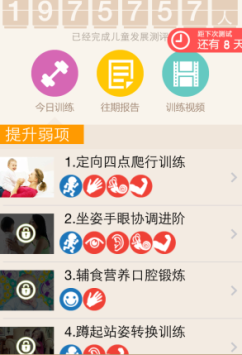 1975757人
已经完成儿童发展测评
距下次测试
还有 8 天
今日训练
往期报告
训练视频
提升弱项
1.定向四点爬行训练
2.坐姿手眼协调进阶
3.辅食营养口腔锻炼
4.蹲起站姿转换训练